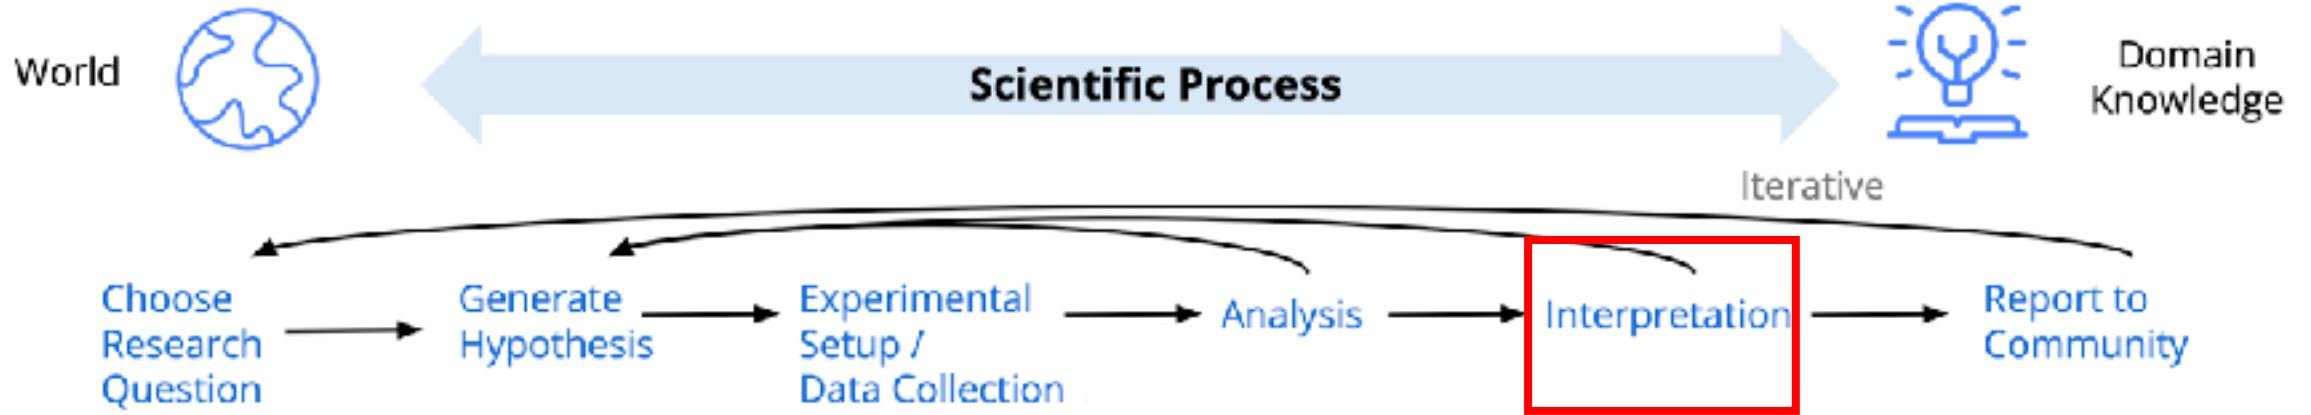 World
Scientific Process
Domain
Knowledge
Iterative
Choose
Research
Question
Generate
Hypothesis
Experimental
Setup /
Data Collection
Analysis
Interpretation
Report to
Community